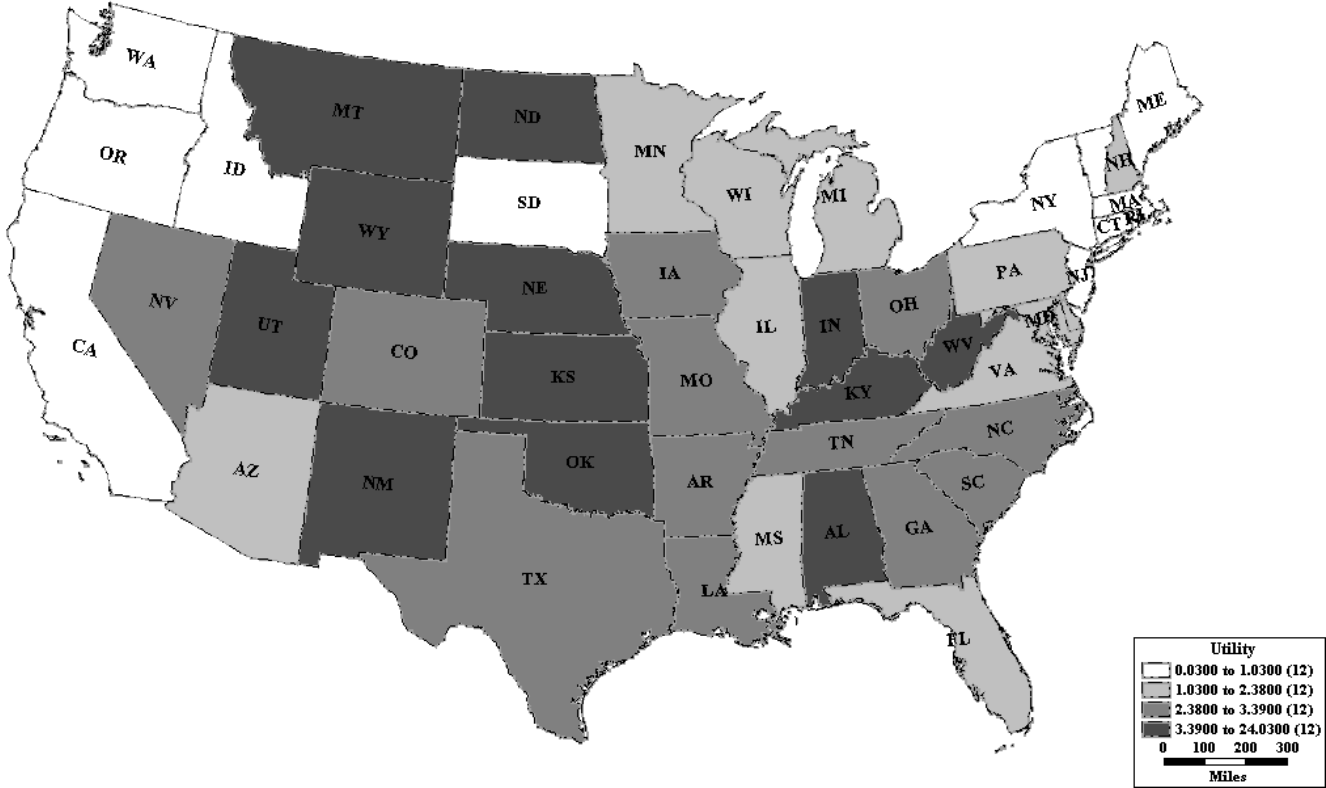 WA
MT
ND
ME
OR
ID
MN
NH
SD
WI
MI
NY
MA
CT RI
WY
PA
NV
IA
NJ
NE
UT
IL
IN
OH
MD
CA
CO
WV
KS
MO
KY
VA
AZ
NM
OK
TN
NC
AR
SC
MS
AL
GA
TX
LA
FL
Utility
0.0300 to 1.0300 (12)
1.0300 to 2.3800 (12)
2.3800 to 3.3900 (12)
3.3900 to 24.0300 (12)
0 100 200 300
Miles